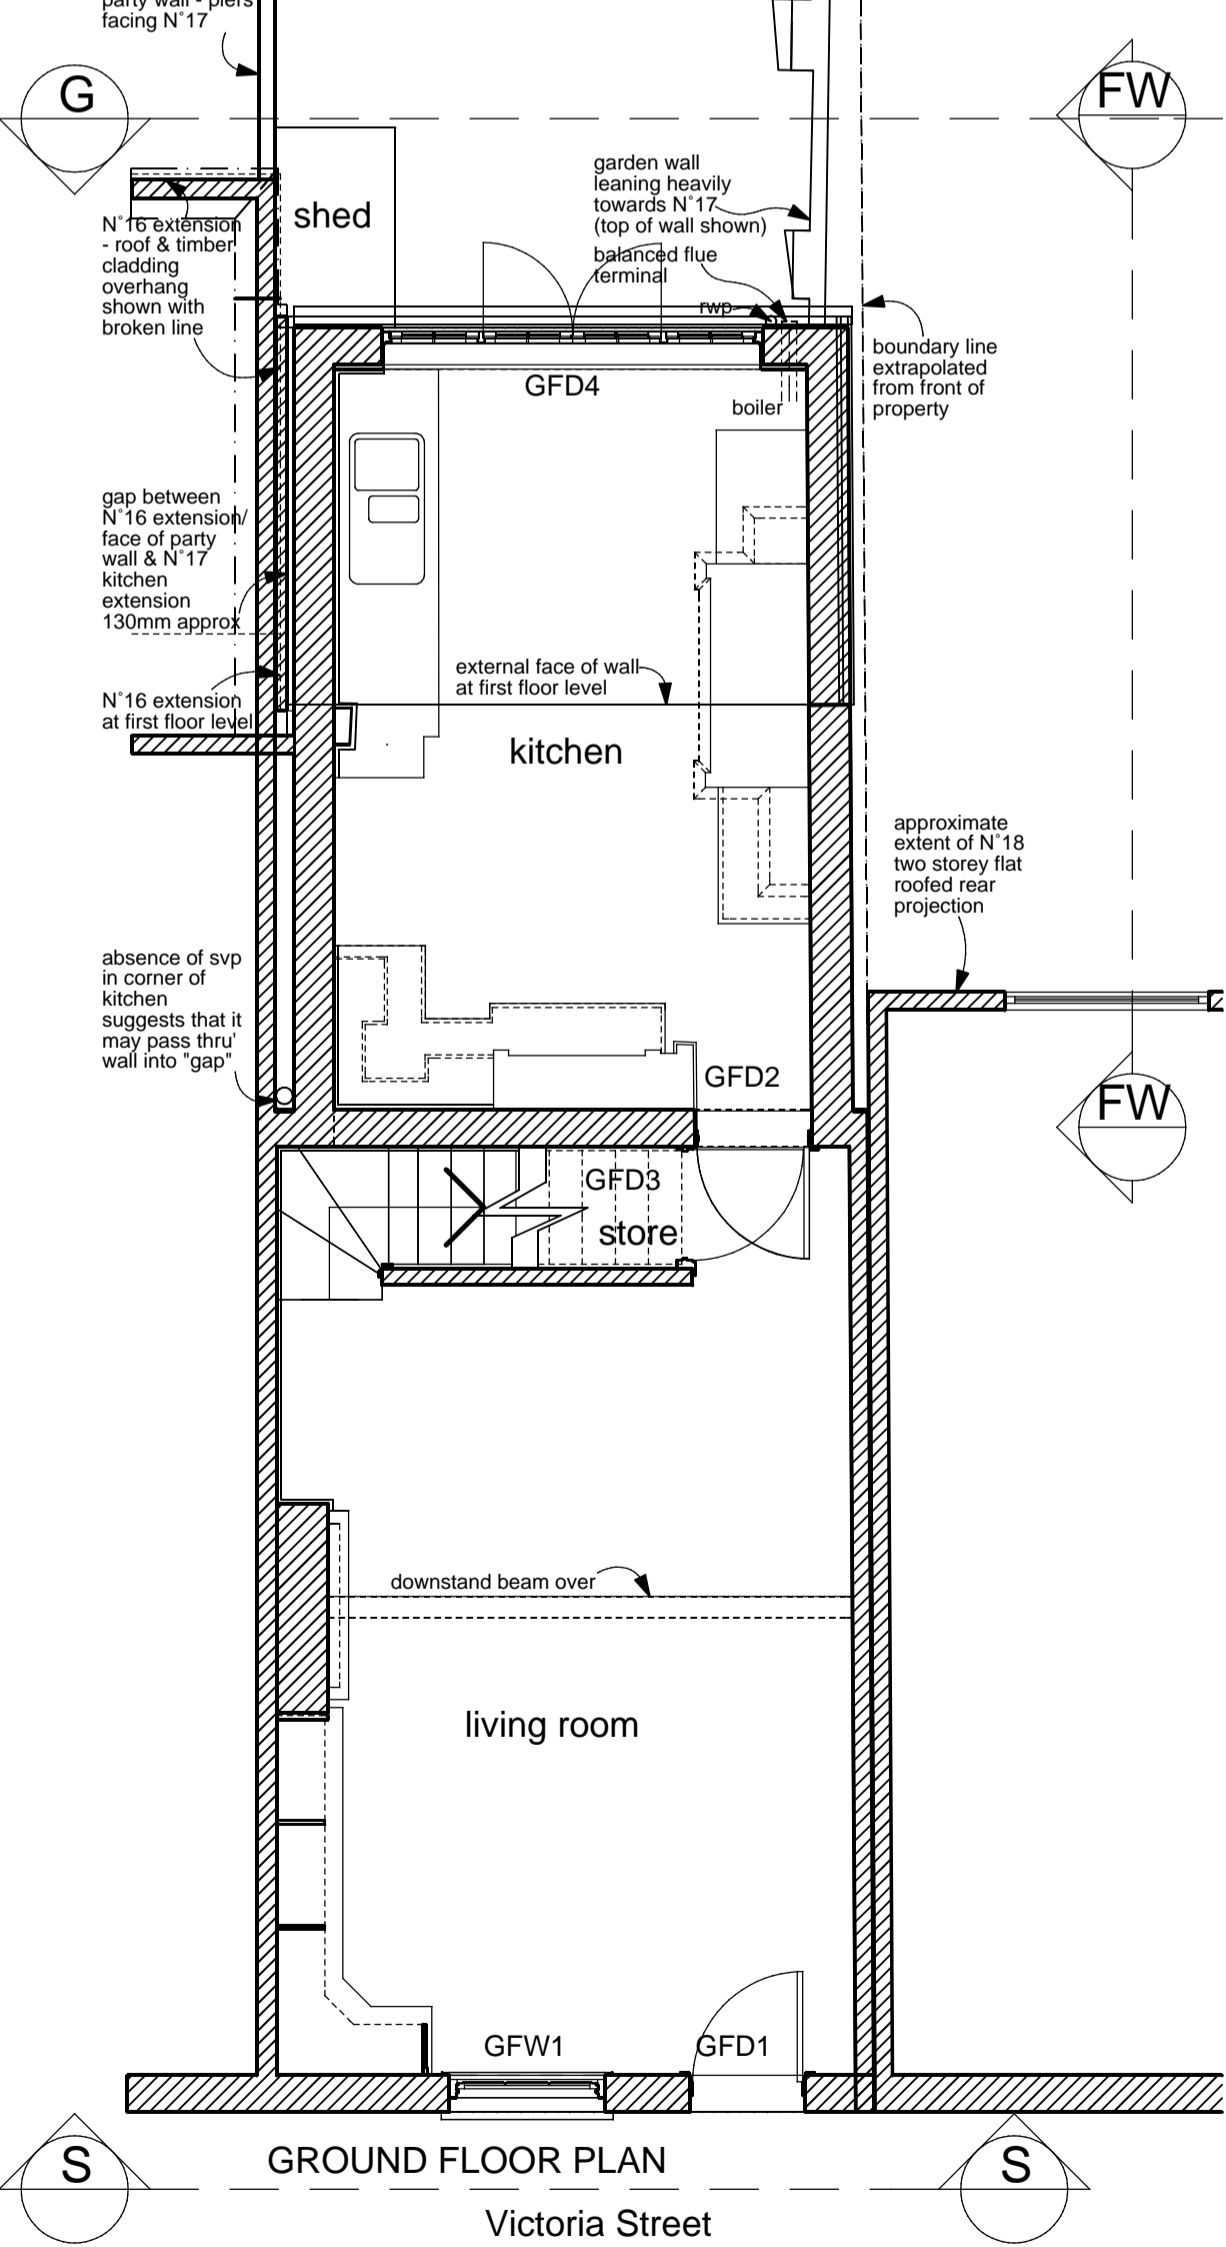 party wall - piers
facing N°17
G
FW
shed
garden wall
leaning heavily
towards N°17
(top of wall shown)
balanced flue
terminal
rwp
N°16 extension
- roof & timber
cladding
overhang
shown with
broken line
boundary line
extrapolated
from front of
property
GFD4
boiler
gap between
N°16 extension/
face of party
wall & N°17
kitchen
extension
130mm approx
external face of wall
at first floor level
N°16 extension
at first floor level
kitchen
approximate
extent of N°18
two storey flat
roofed rear
projection
absence of svp
in corner of
kitchen
suggests that it
may pass thru'
wall into "gap"
GFD2
FW
GFD3
store
downstand beam over
living room
GFW1
GFD1
S
GROUND FLOOR PLAN
S
Victoria Street